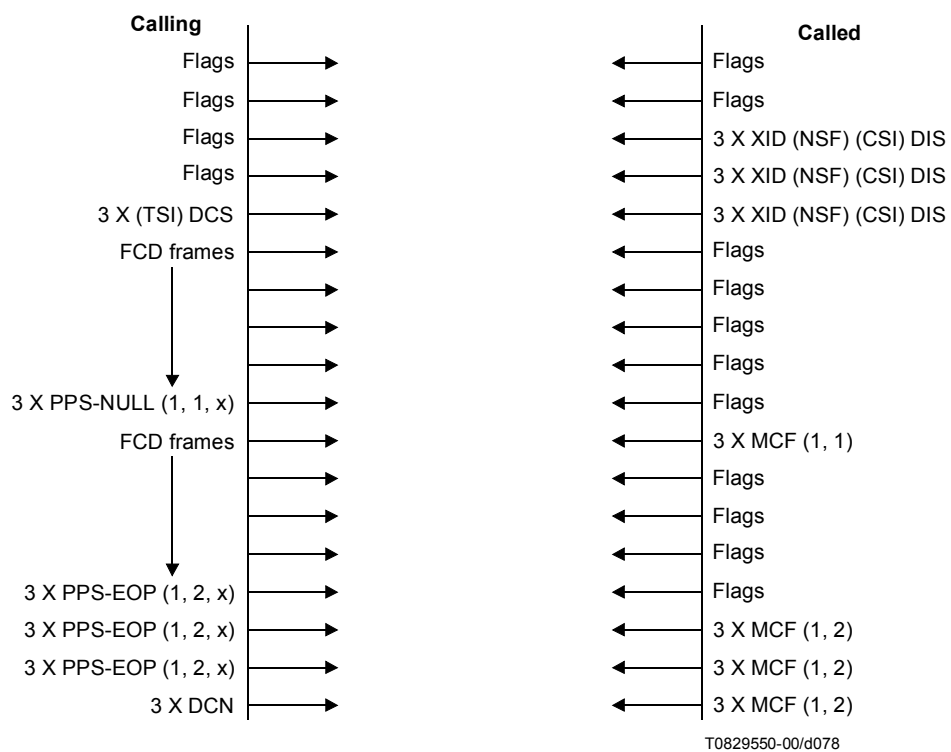 Calling
Called
Flags
Flags
Flags
Flags
Flags
3 X XID (NSF) (CSI) DIS
Flags
3 X XID (NSF) (CSI) DIS
3 X (TSI) DCS
3 X XID (NSF) (CSI) DIS
FCD frames
Flags
Flags
Flags
Flags
3 X PPS-NULL (1, 1, x)
Flags
FCD frames
3 X MCF (1, 1)
Flags
Flags
Flags
3 X PPS-EOP (1, 2, x)
Flags
3 X PPS-EOP (1, 2, x)
3 X MCF (1, 2)
3 X PPS-EOP (1, 2, x)
3 X MCF (1, 2)
3 X DCN
3 X MCF (1, 2)
T0829550-00/d078